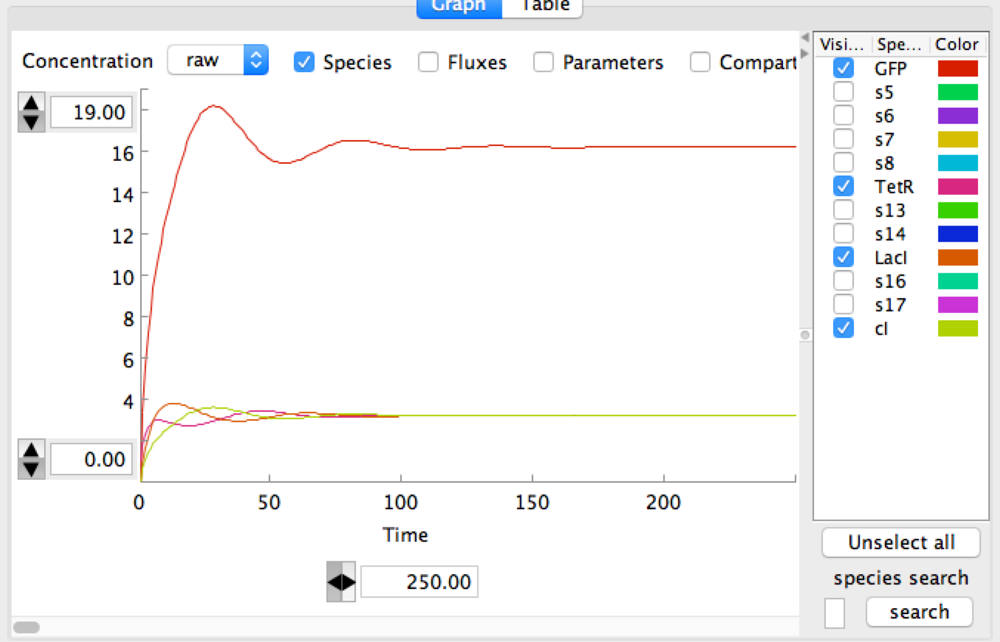 Graph Table
Concentration raw Species Fluxes Parameters Compart
19.00
16
14
12
10
8
6
4
0.00
0 50 100 150 200
Time
250.00
Visi... Spe... Color
GFP
s5
s6
s7
s8
TetR
s13
s14
LacI
s16
s17
cI
Unselect all
species search
search